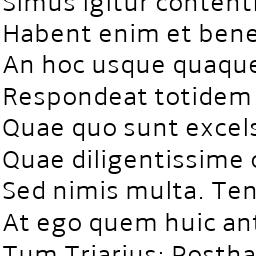 Simus igitur contenti
Habent enim et bene
An hoc usque quaque
Respondeat totidem
Quae quo sunt excels
Quae diligentissime
Sed nimis multa. Ten
At ego quem huic ant
Tum Triarius: Postha